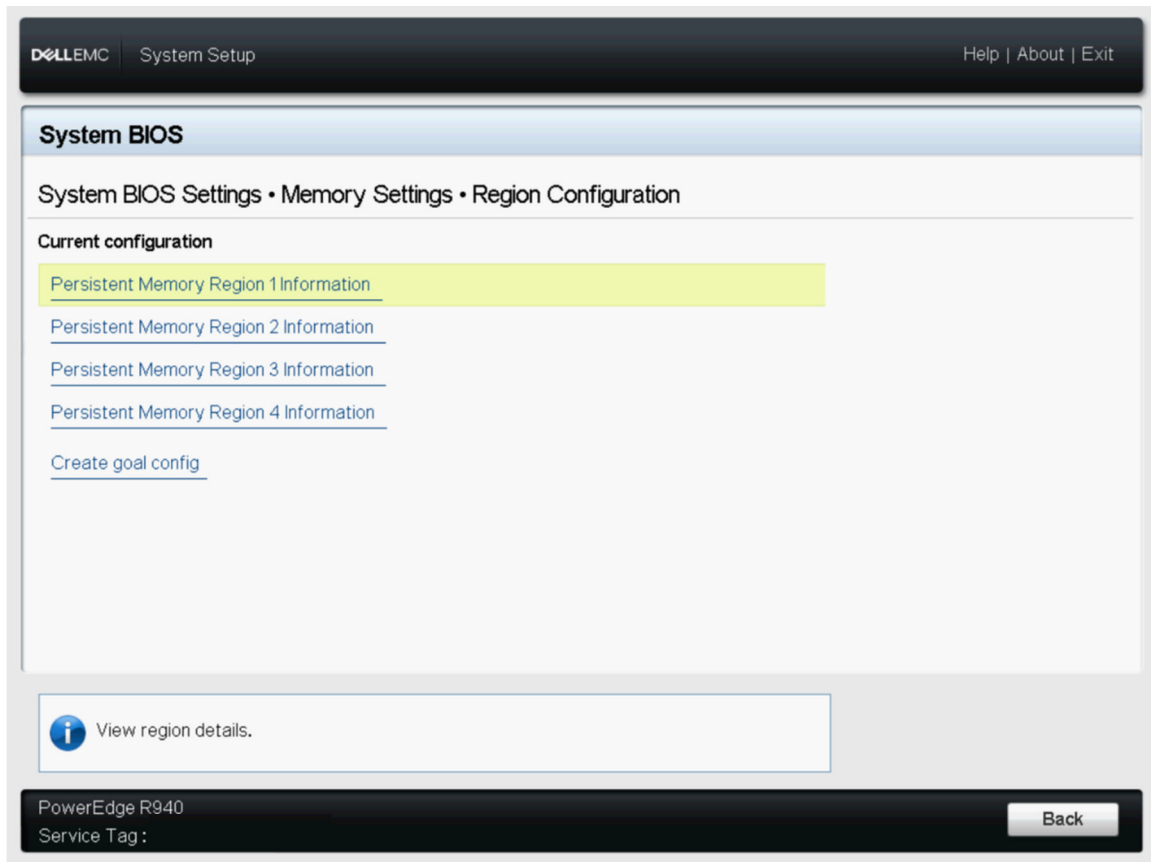 DELLEMC System Setup Help | About | Exit
System BIOS
System BIOS Settings • Memory Settings • Region Configuration
Current configuration
Persistent Memory Region 1 Information
Persistent Memory Region 2 Information
Persistent Memory Region 3 Information
Persistent Memory Region 4 Information
Create goal config
i View region details.
PowerEdge R940
Service Tag :
Back